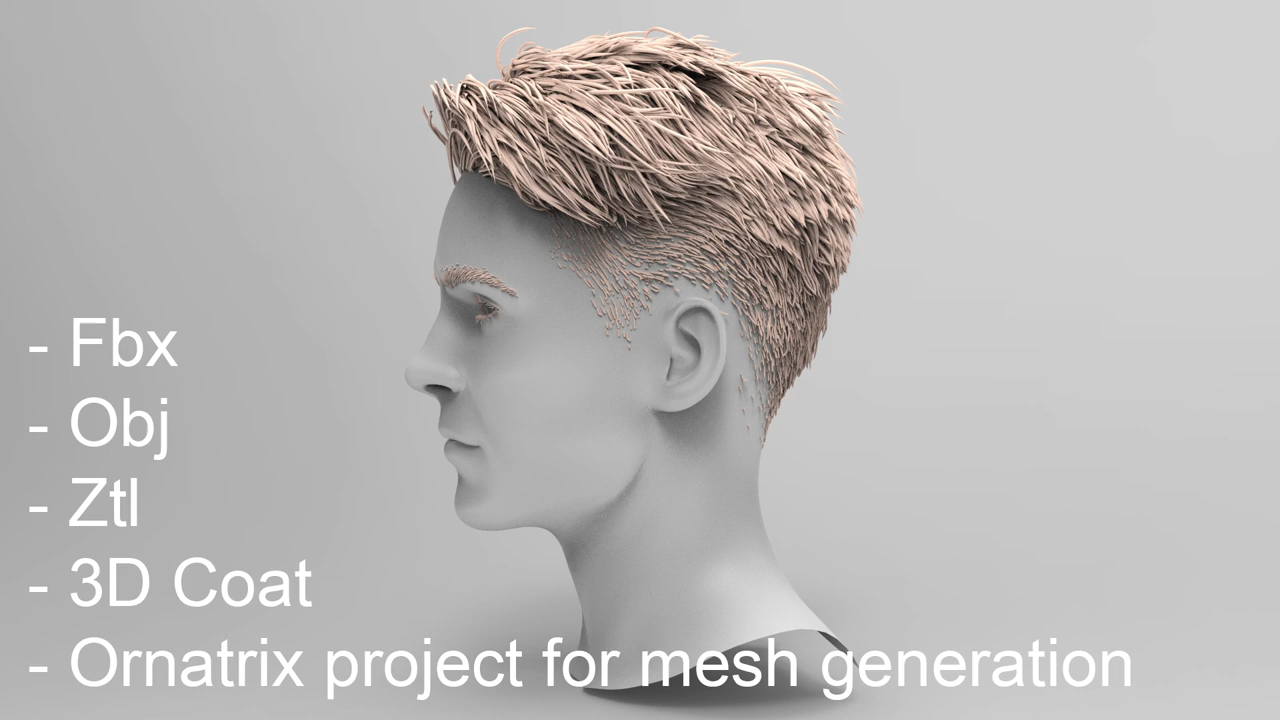 - Fbx
- Obj
- Ztl
- 3D Coat
- Ornatrix project for mesh generation